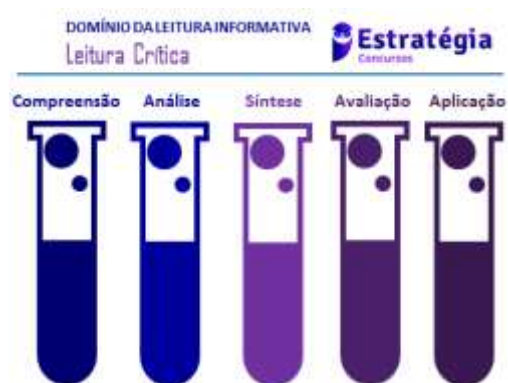 DOMÍNIO DA LEITURA INFORMATIVA
Leitura Crítica
Estratégia
Concursos
Compreensão Análise Síntese Avaliação Aplicação